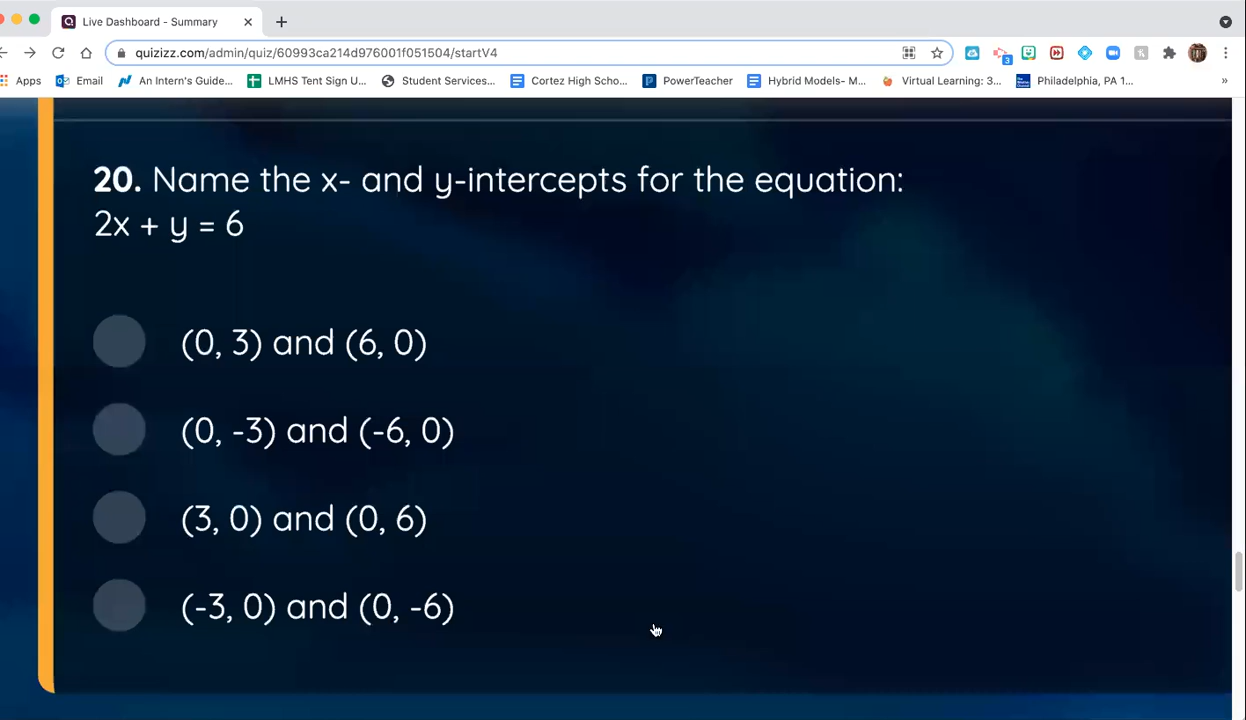 Live Dashboard - Summary
quizizz.com/admin/quiz/60993ca214d976001f051504/startV4
3
Apps Email An Intern's Guide... LMHS Tent Sign U... Student Services... Cortez High Scho... PowerTeacher Hybrid Models- M... Virtual Learning: 3... Philadelphia, PA 1... »
20. Name the x- and y-intercepts for the equation:
2x + y = 6
(0, 3) and (6, 0)
(0, -3) and (-6, 0)
(3, 0) and (0, 6)
(-3, 0) and (0, -6)